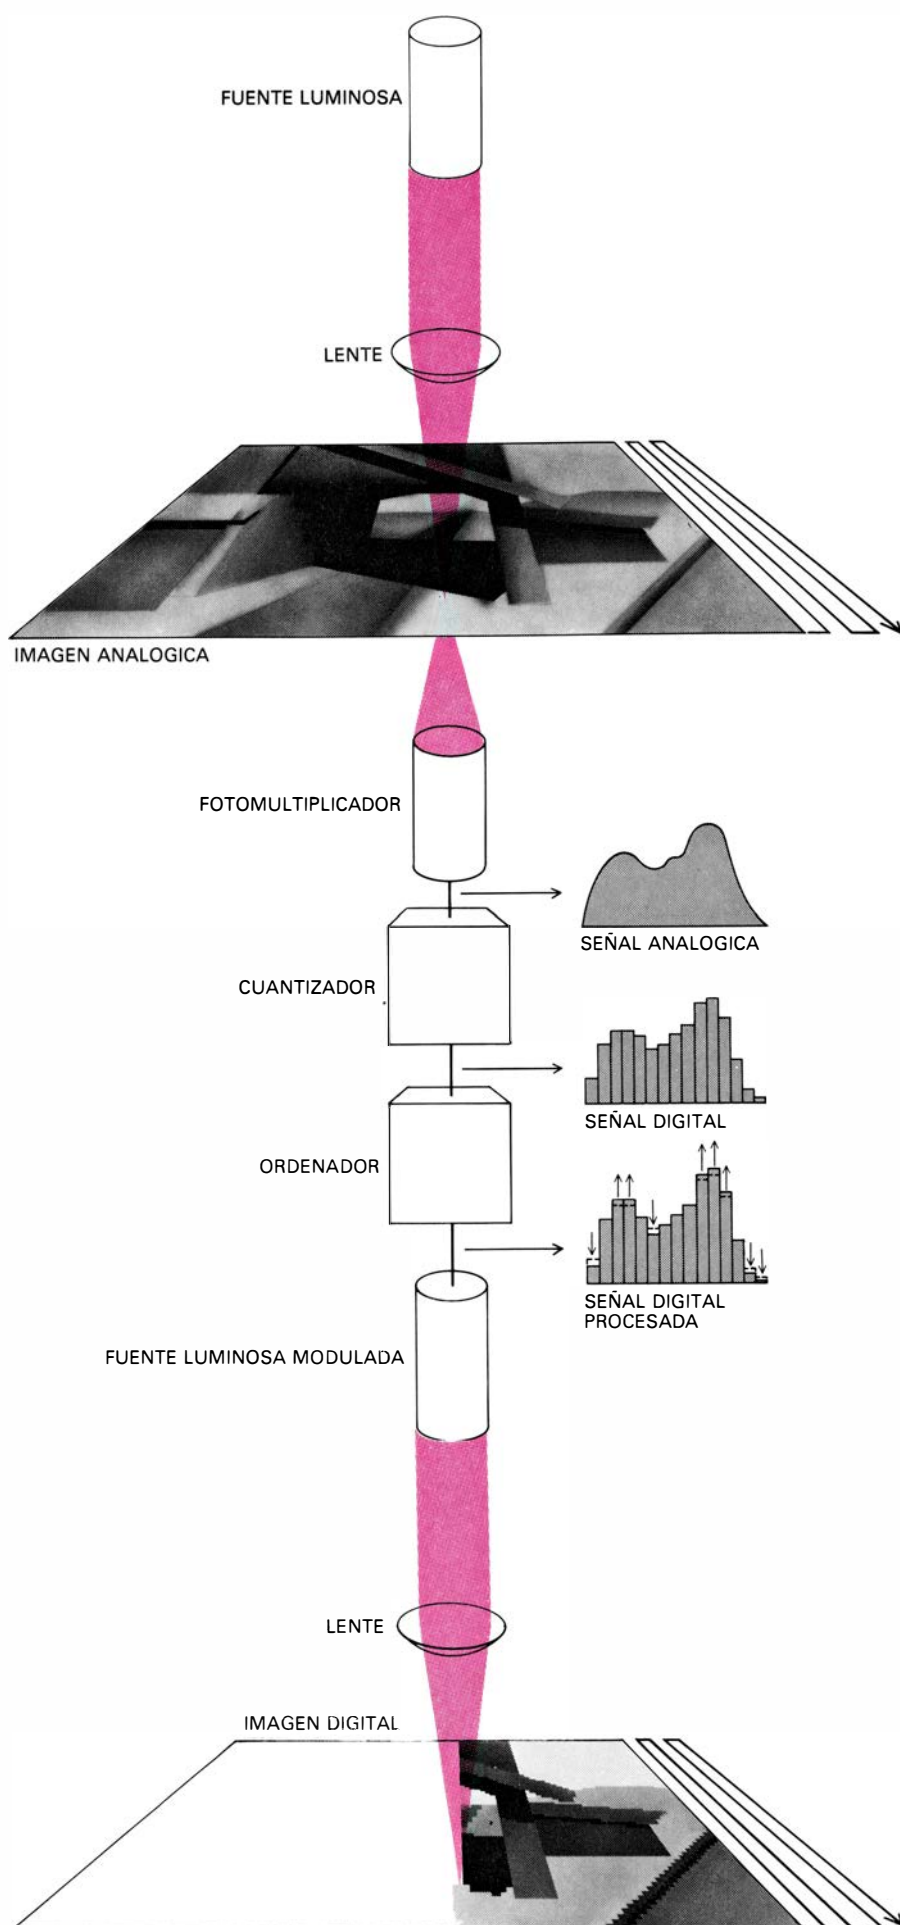 FUENTE LUMINOSA
LENTE
IMAGEN ANALOGICA
FOTOMULTIPLICADOR
SEÑAL ANALOGICA
CUANTIZADOR
SEÑAL DIGITAL
ORDENADOR
SEÑAL DIGITAL
PROCESADA
FUENTE LUMINOSA MODULADA
LENTE
IMAGEN DIGITAL